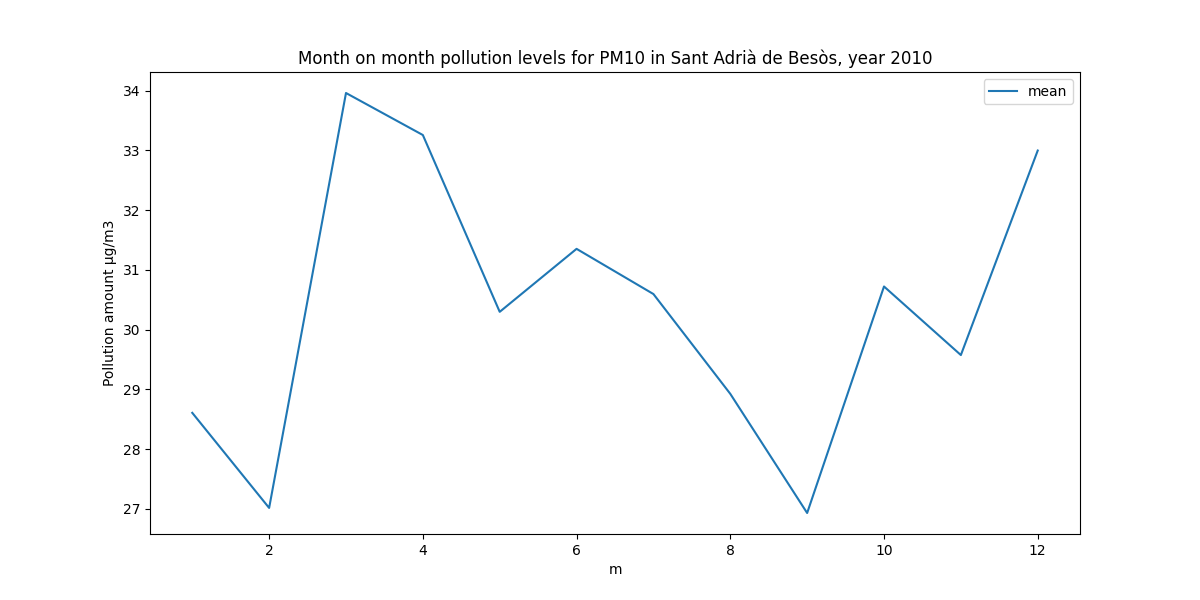 Month on month pollution levels for PM10 in Sant Adrià de Besòs, year 2010
mean
Pollution amount µg/m3
34
33
32
31
30
29
28
27
2 4 6 8 10 12
m